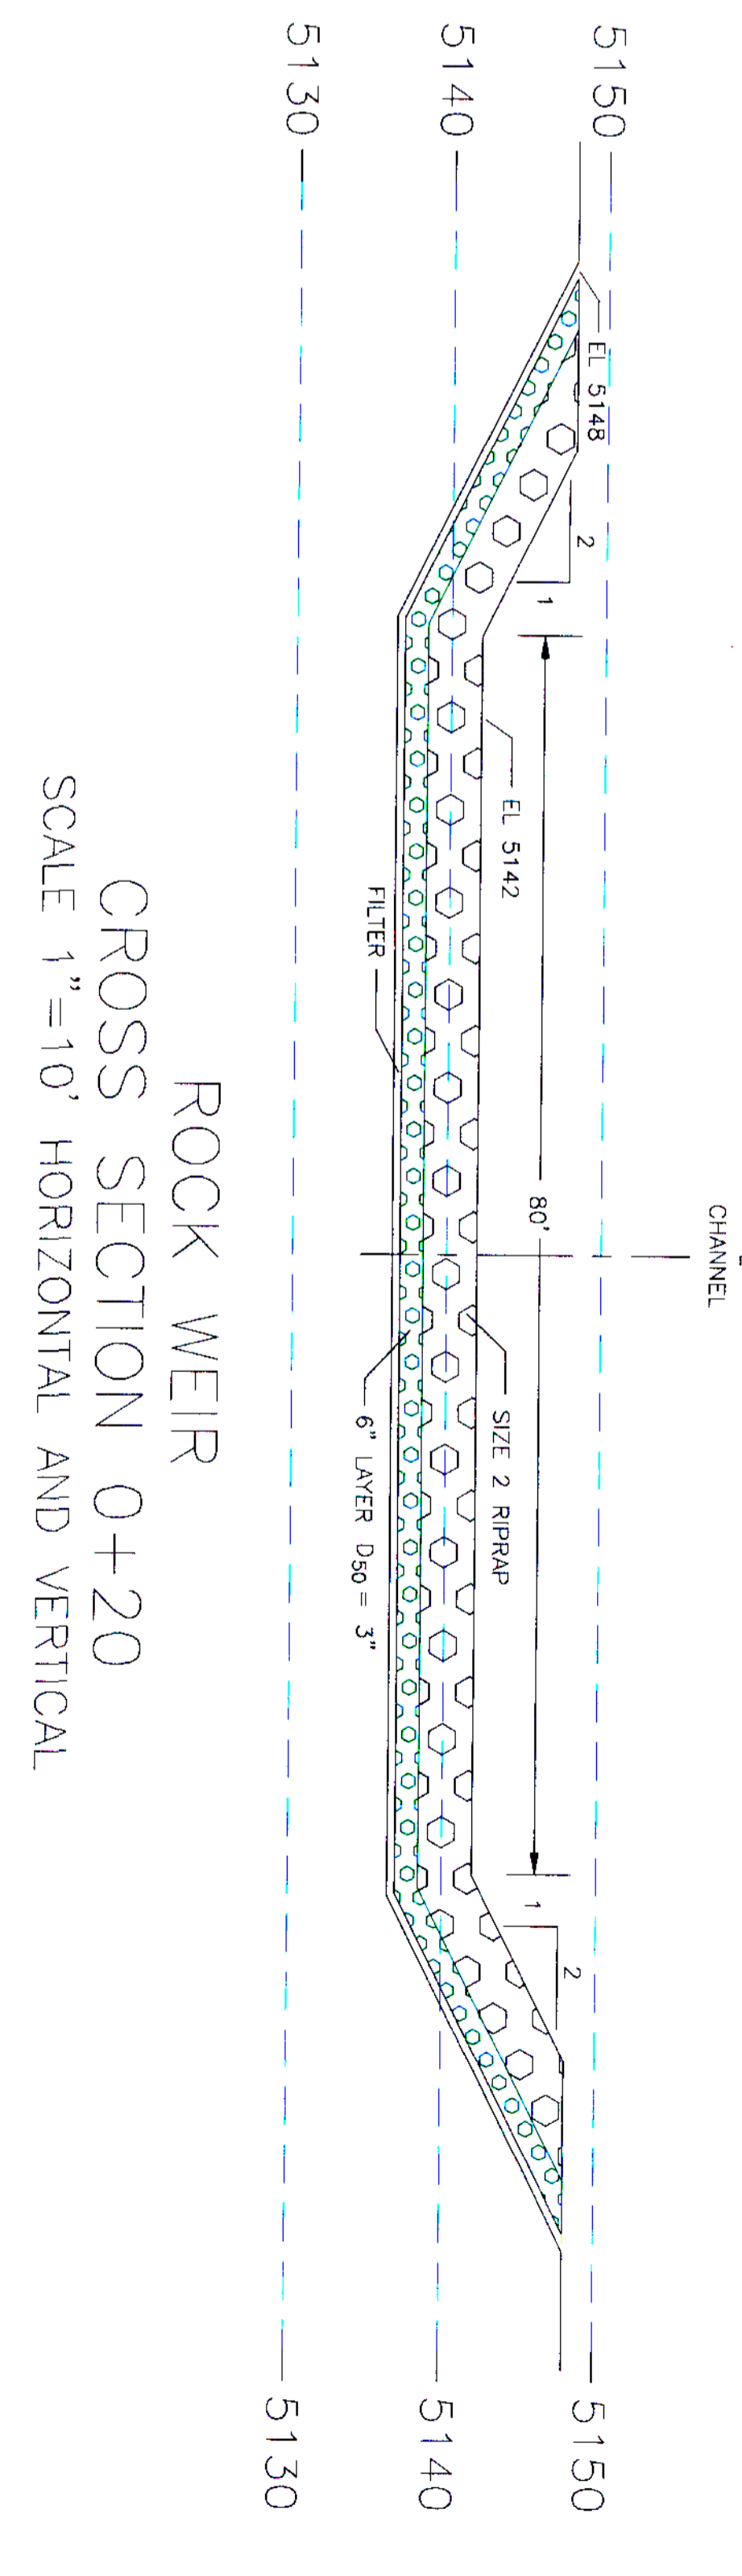 CHANNEL
5150
5150
EL 5148
2
1
80'
1
2
EL 5142
SIZE 2 RIPRAP
5140
5140
FILTER
6" LAYER D50 = 3"
5130
5130
ROCK WEIR
CROSS SECTION 0+20
SCALE 1"=10' HORIZONTAL AND VERTICAL